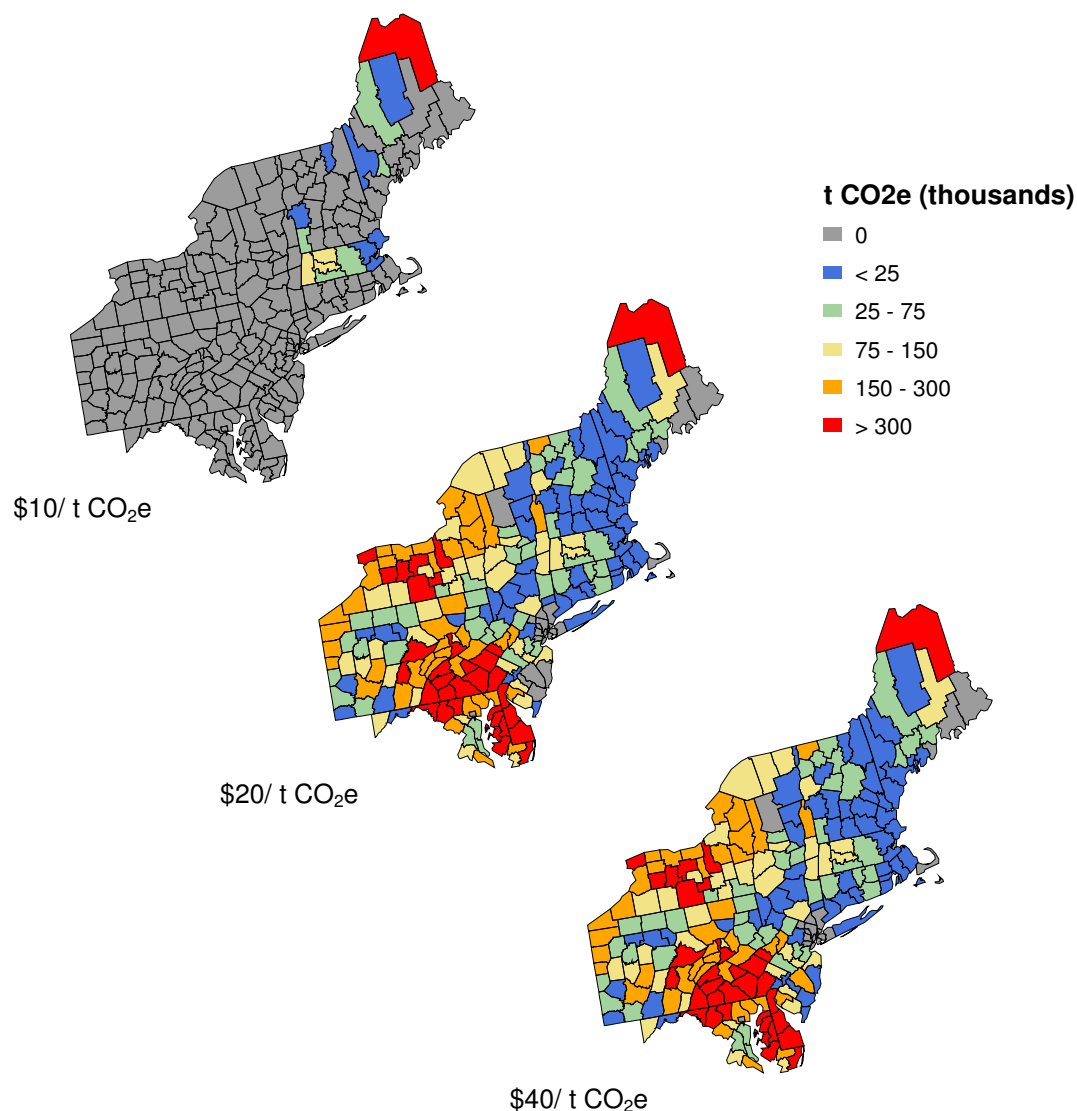 t CO2e (thousands)
0
< 25
25 - 75
75 - 150
150 - 300
> 300
$10/ t CO₂e
$20/ t CO₂e
$40/ t CO₂e